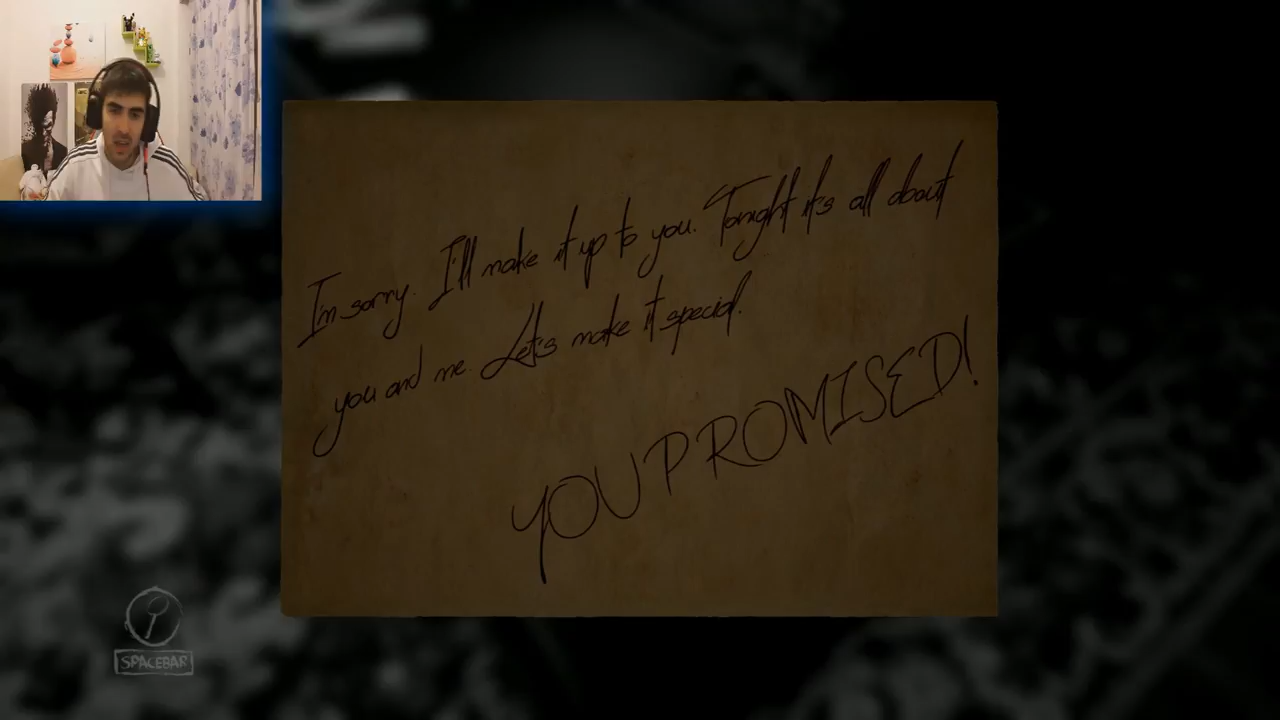 I'm sorry. I'll make it up to you. Tonight it's all about
you and me. Let's make it special.
YOU PROMISED!
SPACEBAR